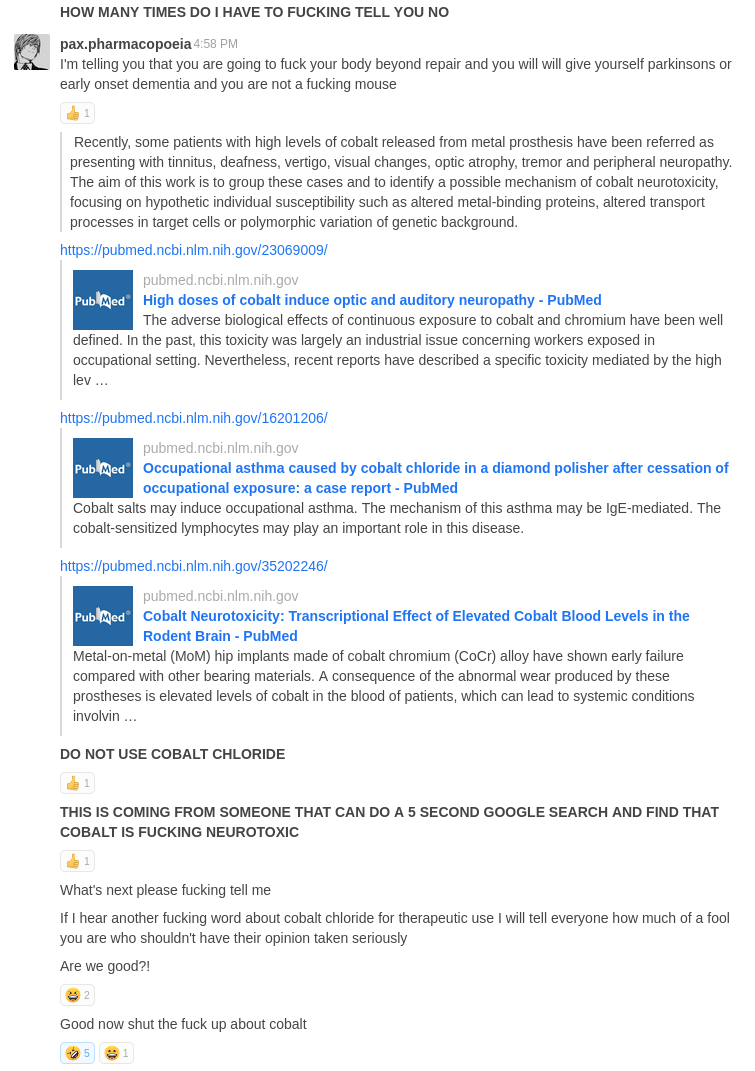 HOW MANY TIMES DO I HAVE TO FUCKING TELL YOU NO
pax.pharmacopoeia 4:58 PM
I'm telling you that you are going to fuck your body beyond repair and you will will give yourself parkinsons or
early onset dementia and you are not a fucking mouse
1
Recently, some patients with high levels of cobalt released from metal prosthesis have been referred as
presenting with tinnitus, deafness, vertigo, visual changes, optic atrophy, tremor and peripheral neuropathy.
The aim of this work is to group these cases and to identify a possible mechanism of cobalt neurotoxicity,
focusing on hypothetic individual susceptibility such as altered metal-binding proteins, altered transport
processes in target cells or polymorphic variation of genetic background.
https://pubmed.ncbi.nlm.nih.gov/23069009/
pubmed.ncbi.nlm.nih.gov
PubMed
High doses of cobalt induce optic and auditory neuropathy - PubMed
The adverse biological effects of continuous exposure to cobalt and chromium have been well
defined. In the past, this toxicity was largely an industrial issue concerning workers exposed in
occupational setting. Nevertheless, recent reports have described a specific toxicity mediated by the high
lev …
https://pubmed.ncbi.nlm.nih.gov/16201206/
pubmed.ncbi.nlm.nih.gov
PubMed
Occupational asthma caused by cobalt chloride in a diamond polisher after cessation of
occupational exposure: a case report - PubMed
Cobalt salts may induce occupational asthma. The mechanism of this asthma may be IgE-mediated. The
cobalt-sensitized lymphocytes may play an important role in this disease.
https://pubmed.ncbi.nlm.nih.gov/35202246/
pubmed.ncbi.nlm.nih.gov
PubMed
Cobalt Neurotoxicity: Transcriptional Effect of Elevated Cobalt Blood Levels in the
Rodent Brain - PubMed
Metal-on-metal (MoM) hip implants made of cobalt chromium (CoCr) alloy have shown early failure
compared with other bearing materials. A consequence of the abnormal wear produced by these
prostheses is elevated levels of cobalt in the blood of patients, which can lead to systemic conditions
involvin …
DO NOT USE COBALT CHLORIDE
1
THIS IS COMING FROM SOMEONE THAT CAN DO A 5 SECOND GOOGLE SEARCH AND FIND THAT
COBALT IS FUCKING NEUROTOXIC
1
What's next please fucking tell me
If I hear another fucking word about cobalt chloride for therapeutic use I will tell everyone how much of a fool
you are who shouldn't have their opinion taken seriously
Are we good?!
2
Good now shut the fuck up about cobalt
5 1